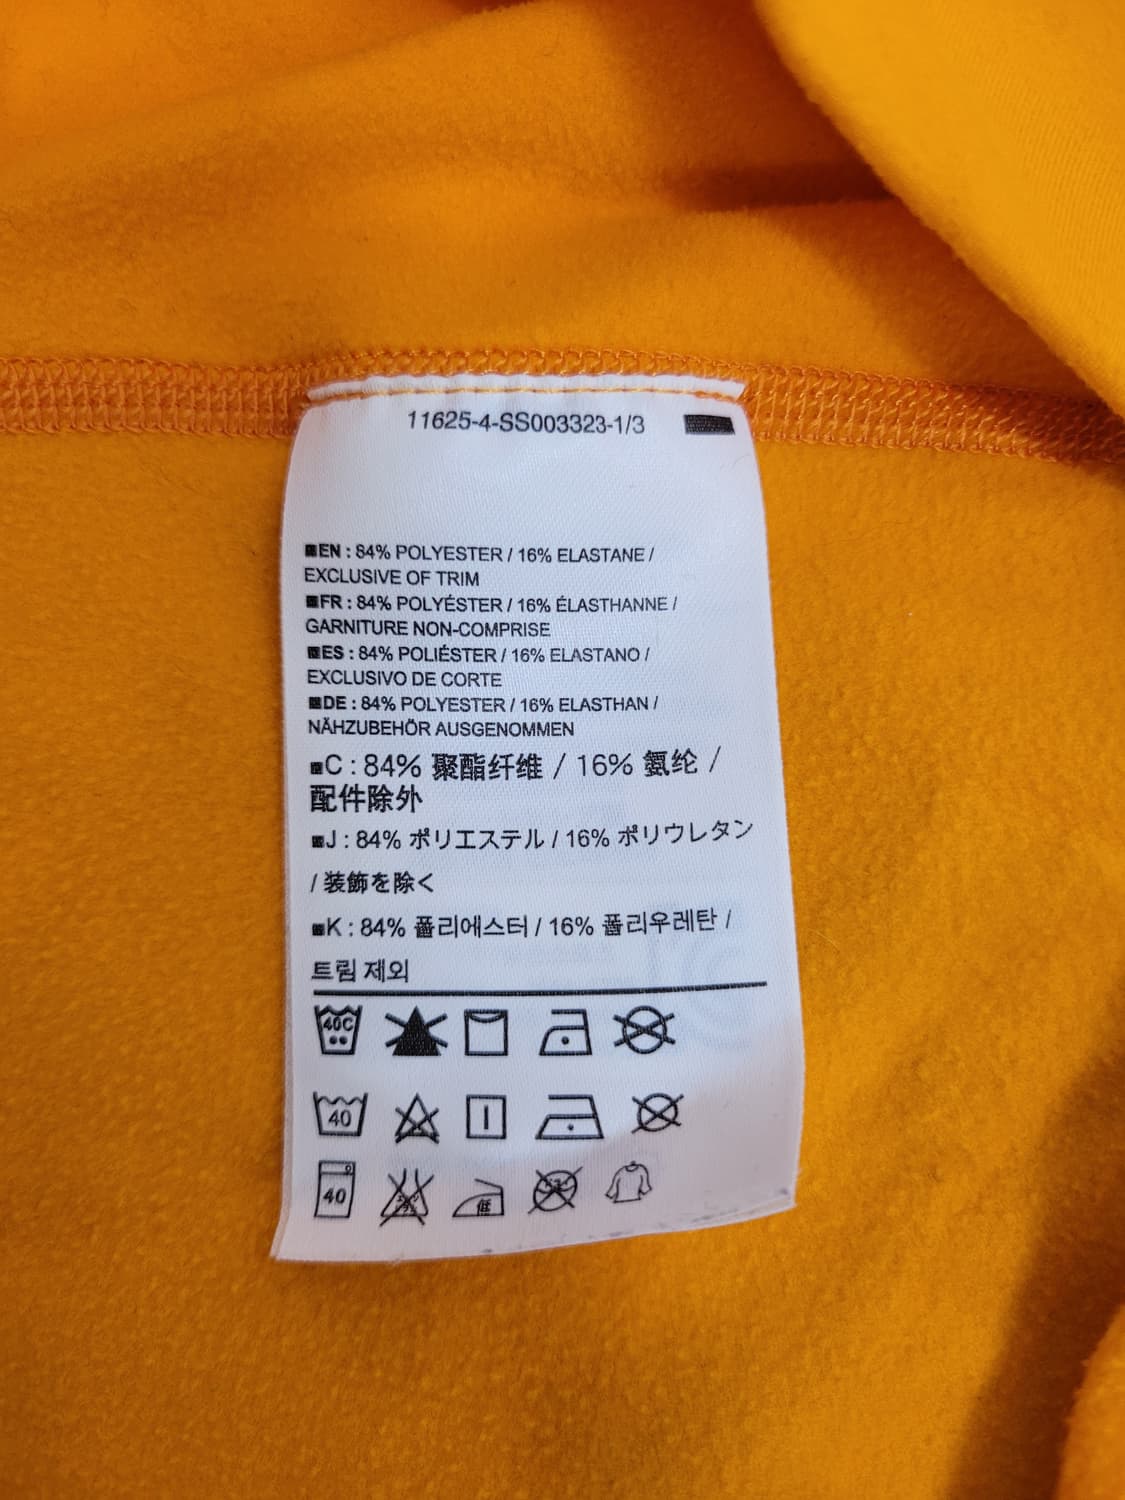 11625-4-SS003323-1/3
EN : 84% POLYESTER / 16% ELASTANE /
EXCLUSIVE OF TRIM
FR : 84% POLYÉSTER / 16% ÉLASTHANNE /
GARNITURE NON-COMPRISE
ES : 84% POLIÉSTER / 16% ELASTANO /
EXCLUSIVO DE CORTE
DE : 84% POLYESTER / 16% ELASTHAN /
NÄHZUBEHÖR AUSGENOMMEN
C : 84% 聚酯纤维 / 16% 氨纶 /
配件除外
J : 84% ポリエステル / 16% ポリウレタン
/ 装飾を除く
K : 84% 폴리에스터 / 16% 폴리우레탄 /
트림 제외
40C
40
40 低